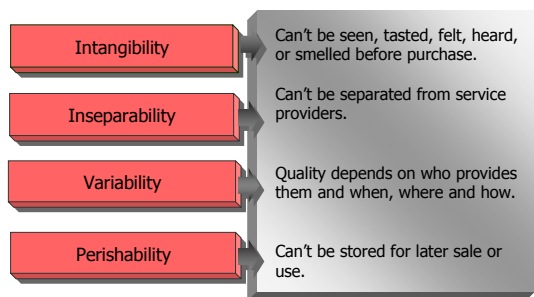 Intangibility
Can’t be seen, tasted, felt, heard,
or smelled before purchase.
Inseparability
Can’t be separated from service
providers.
Variability
Quality depends on who provides
them and when, where and how.
Perishability
Can’t be stored for later sale or
use.